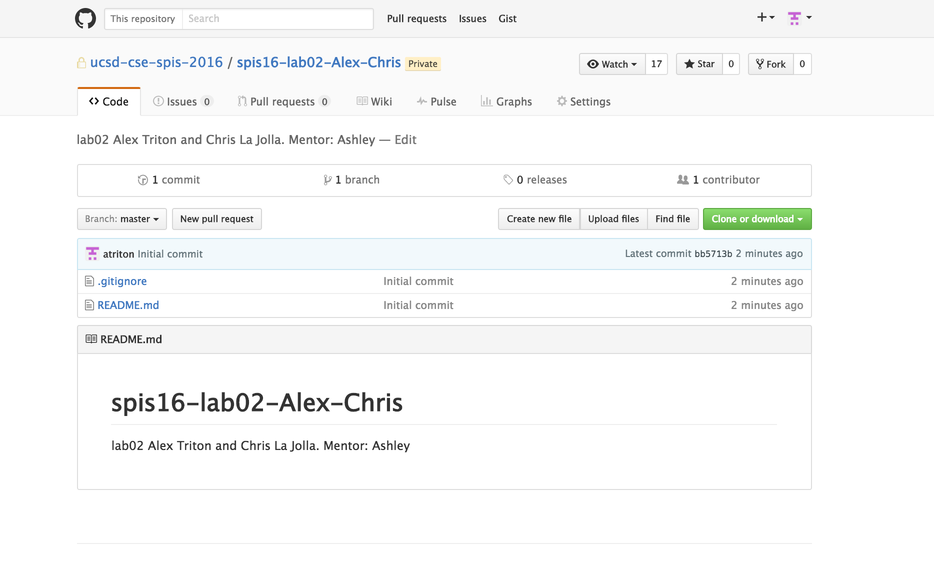 This repository Search Pull requests Issues Gist
ucsd-cse-spis-2016 / spis16-lab02-Alex-Chris Private Watch 17 Star 0 Fork 0
Code Issues 0 Pull requests 0 Wiki Pulse Graphs Settings
lab02 Alex Triton and Chris La Jolla. Mentor: Ashley — Edit
1 commit 1 branch 0 releases 1 contributor
Branch: master New pull request Create new file Upload files Find file Clone or download
atriton Initial commit Latest commit bb5713b 2 minutes ago
.gitignore Initial commit 2 minutes ago
README.md Initial commit 2 minutes ago
README.md
spis16-lab02-Alex-Chris
lab02 Alex Triton and Chris La Jolla. Mentor: Ashley